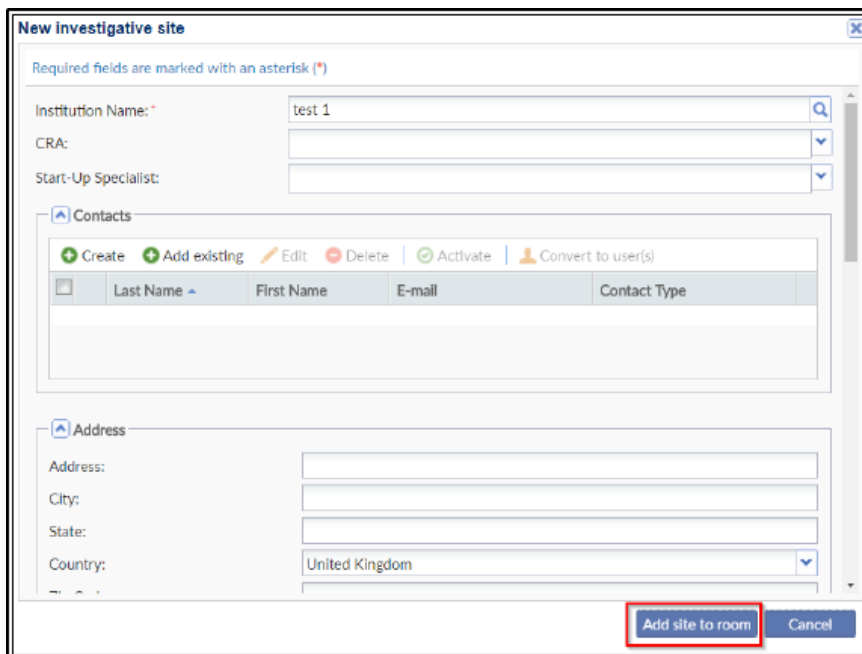 New investigative site
Required fields are marked with an asterisk (*)
Institution Name:* test 1
CRA:
Start-Up Specialist:
Contacts
Create Add existing Edit Delete Activate Convert to user(s)
Last Name First Name E-mail Contact Type
Address
Address:
City:
State:
Country: United Kingdom
Add site to room Cancel